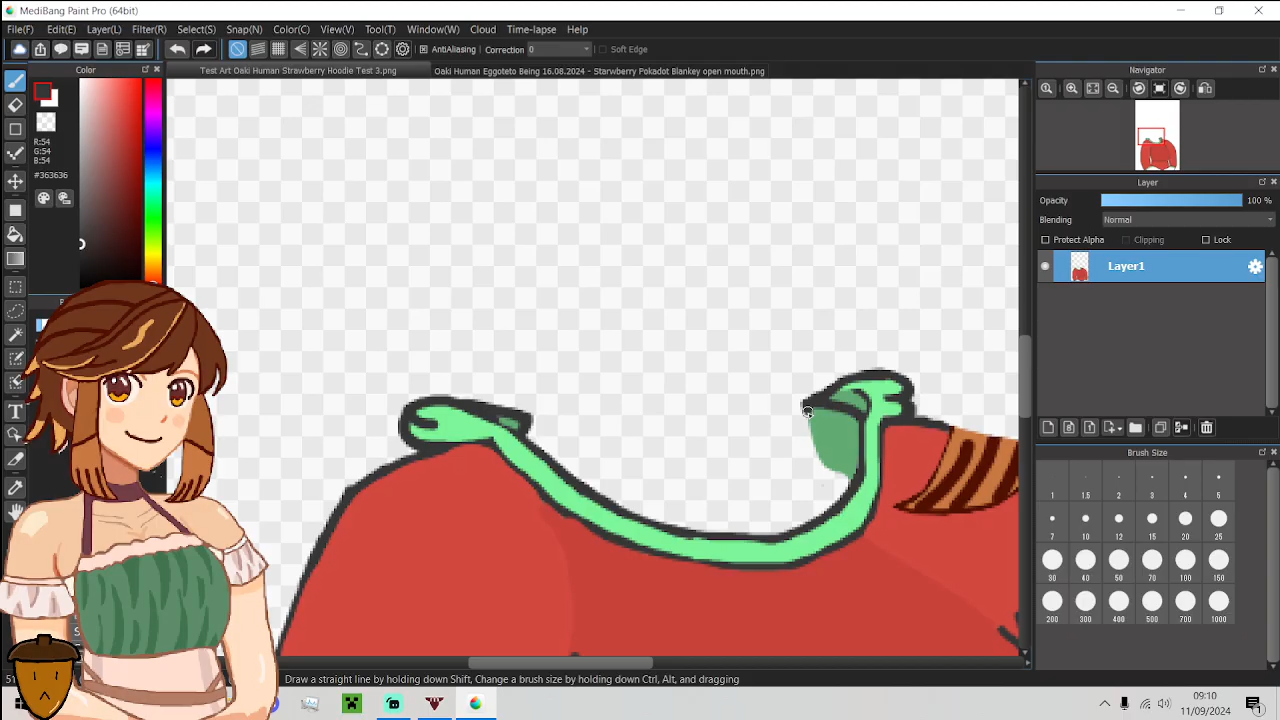 MediBang Paint Pro (64bit)
File(F) Edit(E) Layer(L) Filter(R) Select(S) Snap(N) Color(C) View(V) Tool(T) Window(W) Cloud Time-lapse Help
AntiAliasing Correction 0 Soft Edge
Color Test Art Oaki Human Strawberry Hoodie Test 3.png Oaki Human Eggoteto Being 16.08.2024 - Starwberry Pokadot Blankey open mouth.png Navigator
R:54
G:54
B:54
#363636
Layer
Opacity 100 %
Blending Normal
Protect Alpha Clipping Lock
Layer1
Brush Size
1 1.5 2 3 4 5
7 10 12 15 20 25
30 40 50 70 100 150
200 300 400 500 700 1000
Draw a straight line by holding down Shift, Change a brush size by holding down Ctrl, Alt, and dragging
09:10
11/09/2024
1